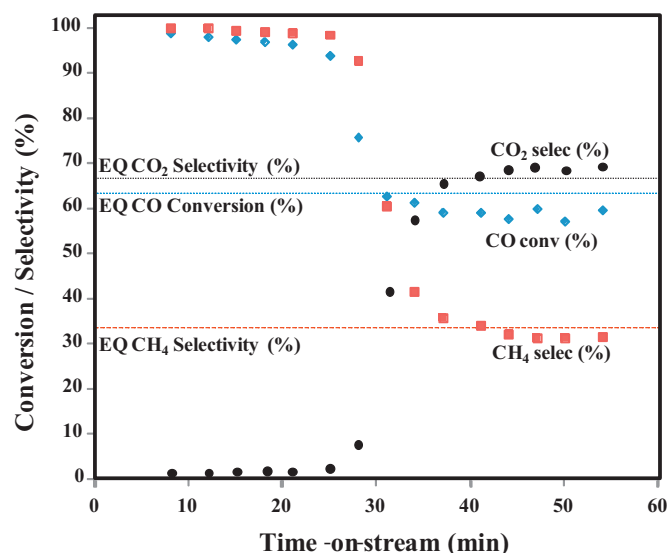 Conversion / Selectivity (%)
100
90
80
70
60
50
40
30
20
10
0
EQ CO₂ Selectivity (%)
EQ CO Conversion (%)
EQ CH₄ Selectivity (%)
CO₂ selec (%)
CO conv (%)
CH₄ selec (%)
0 10 20 30 40 50 60
Time -on-stream (min)